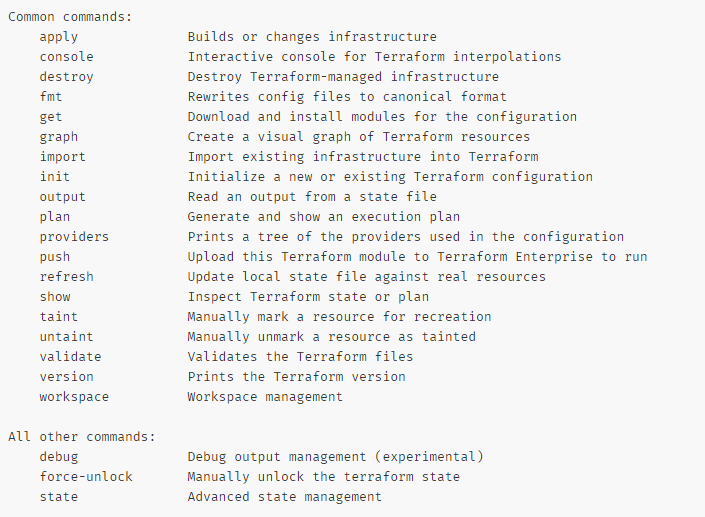 Common commands:
    apply              Builds or changes infrastructure
    console            Interactive console for Terraform interpolations
    destroy            Destroy Terraform-managed infrastructure
    fmt                Rewrites config files to canonical format
    get                Download and install modules for the configuration
    graph              Create a visual graph of Terraform resources
    import             Import existing infrastructure into Terraform
    init               Initialize a new or existing Terraform configuration
    output             Read an output from a state file
    plan               Generate and show an execution plan
    providers          Prints a tree of the providers used in the configuration
    push               Upload this Terraform module to Terraform Enterprise to run
    refresh            Update local state file against real resources
    show               Inspect Terraform state or plan
    taint              Manually mark a resource for recreation
    untaint            Manually unmark a resource as tainted
    validate           Validates the Terraform files
    version            Prints the Terraform version
    workspace          Workspace management

All other commands:
    debug              Debug output management (experimental)
    force-unlock       Manually unlock the terraform state
    state              Advanced state management